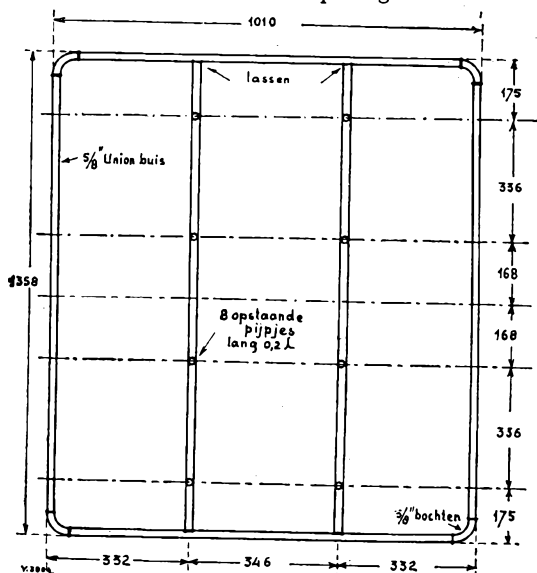 1010
lassen
175
5/8" Union buis
336
1358
168
8 opstaande
pijpjes
lang 0,2 L
168
336
5/8" bochten
175
332
346
332